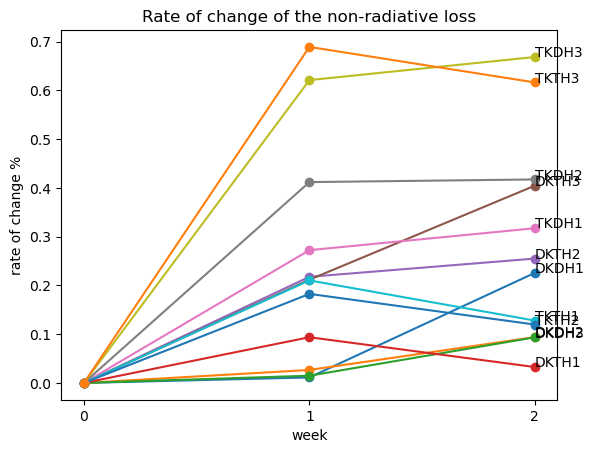 Rate of change of the non-radiative loss
rate of change %
0.7
0.6
0.5
0.4
0.3
0.2
0.1
0.0
0
1
2
week
TKDH3
TKTH3
TKDH2
DKTH3
TKDH1
DKTH2
DKDH1
TKTH1
TKTH2
DKTH1